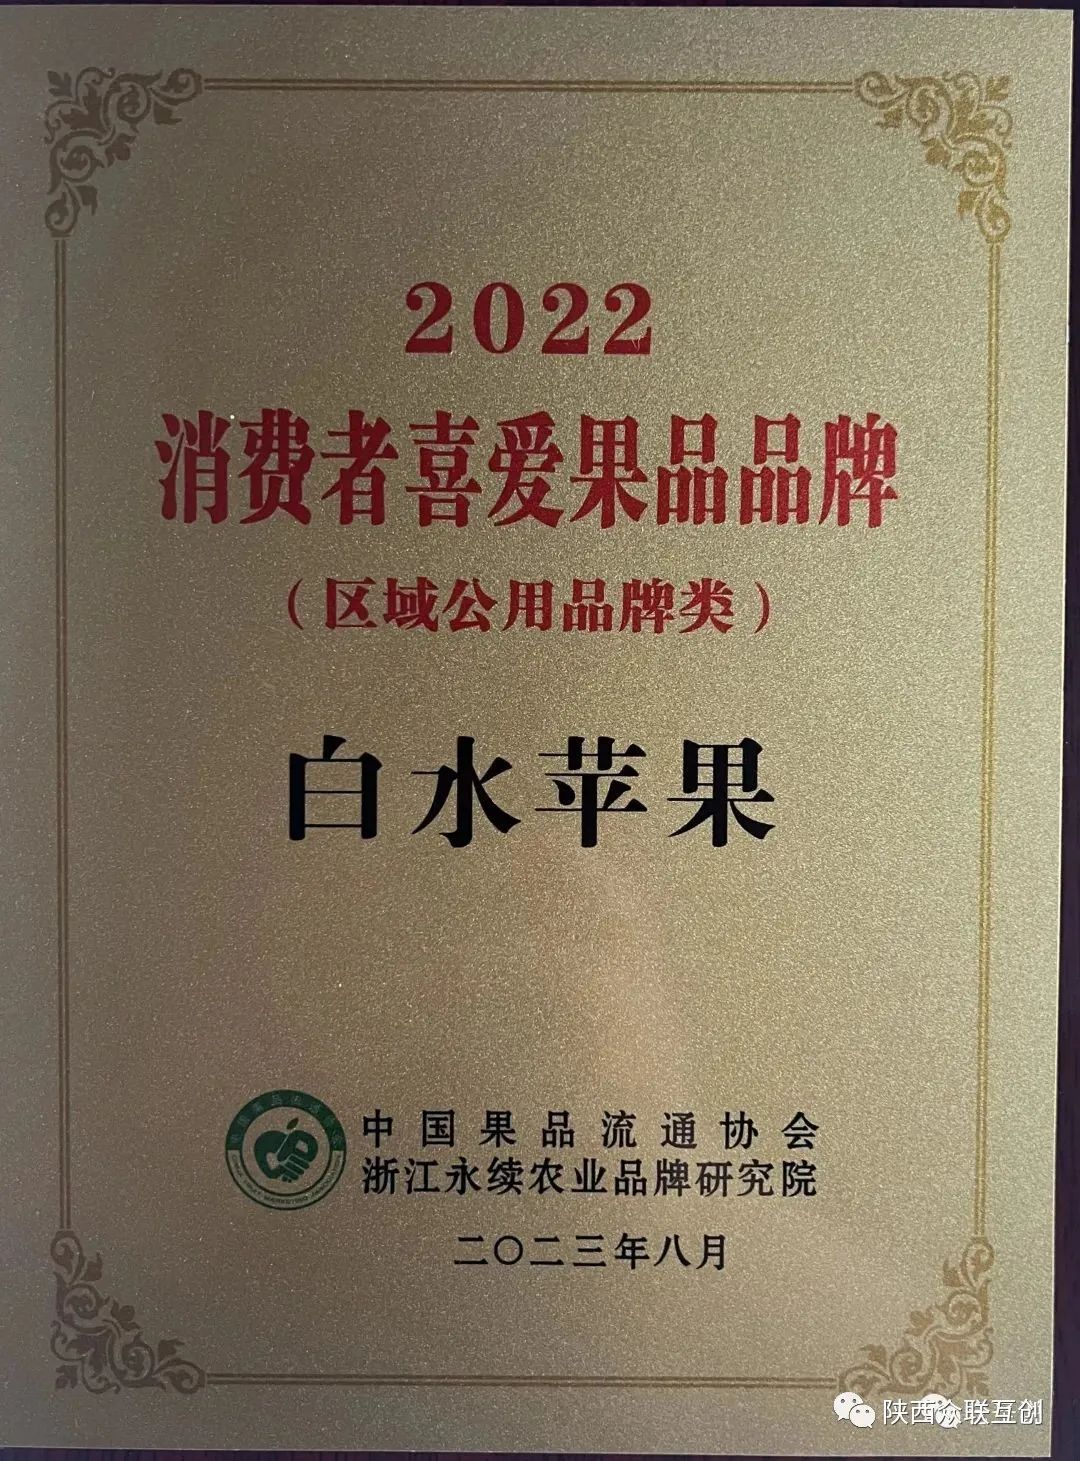 2022
消费者喜爱果品品牌
（区域公用品牌类）
白水苹果
中国果品流通协会
浙江永续农业品牌研究院
二〇二三年八月
陕西众联互创